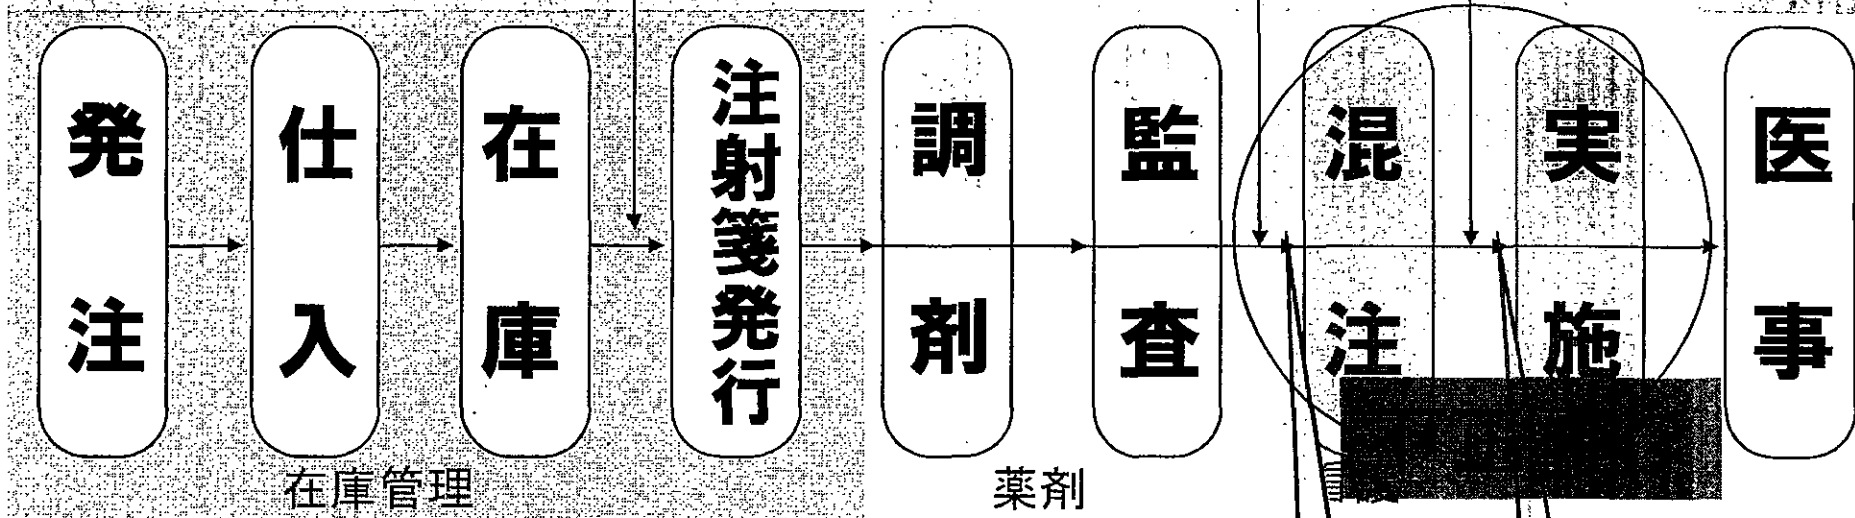 発注
仕入
在庫
注射箋発行
調剤
監査
混注
実施
医事
在庫管理
薬剤